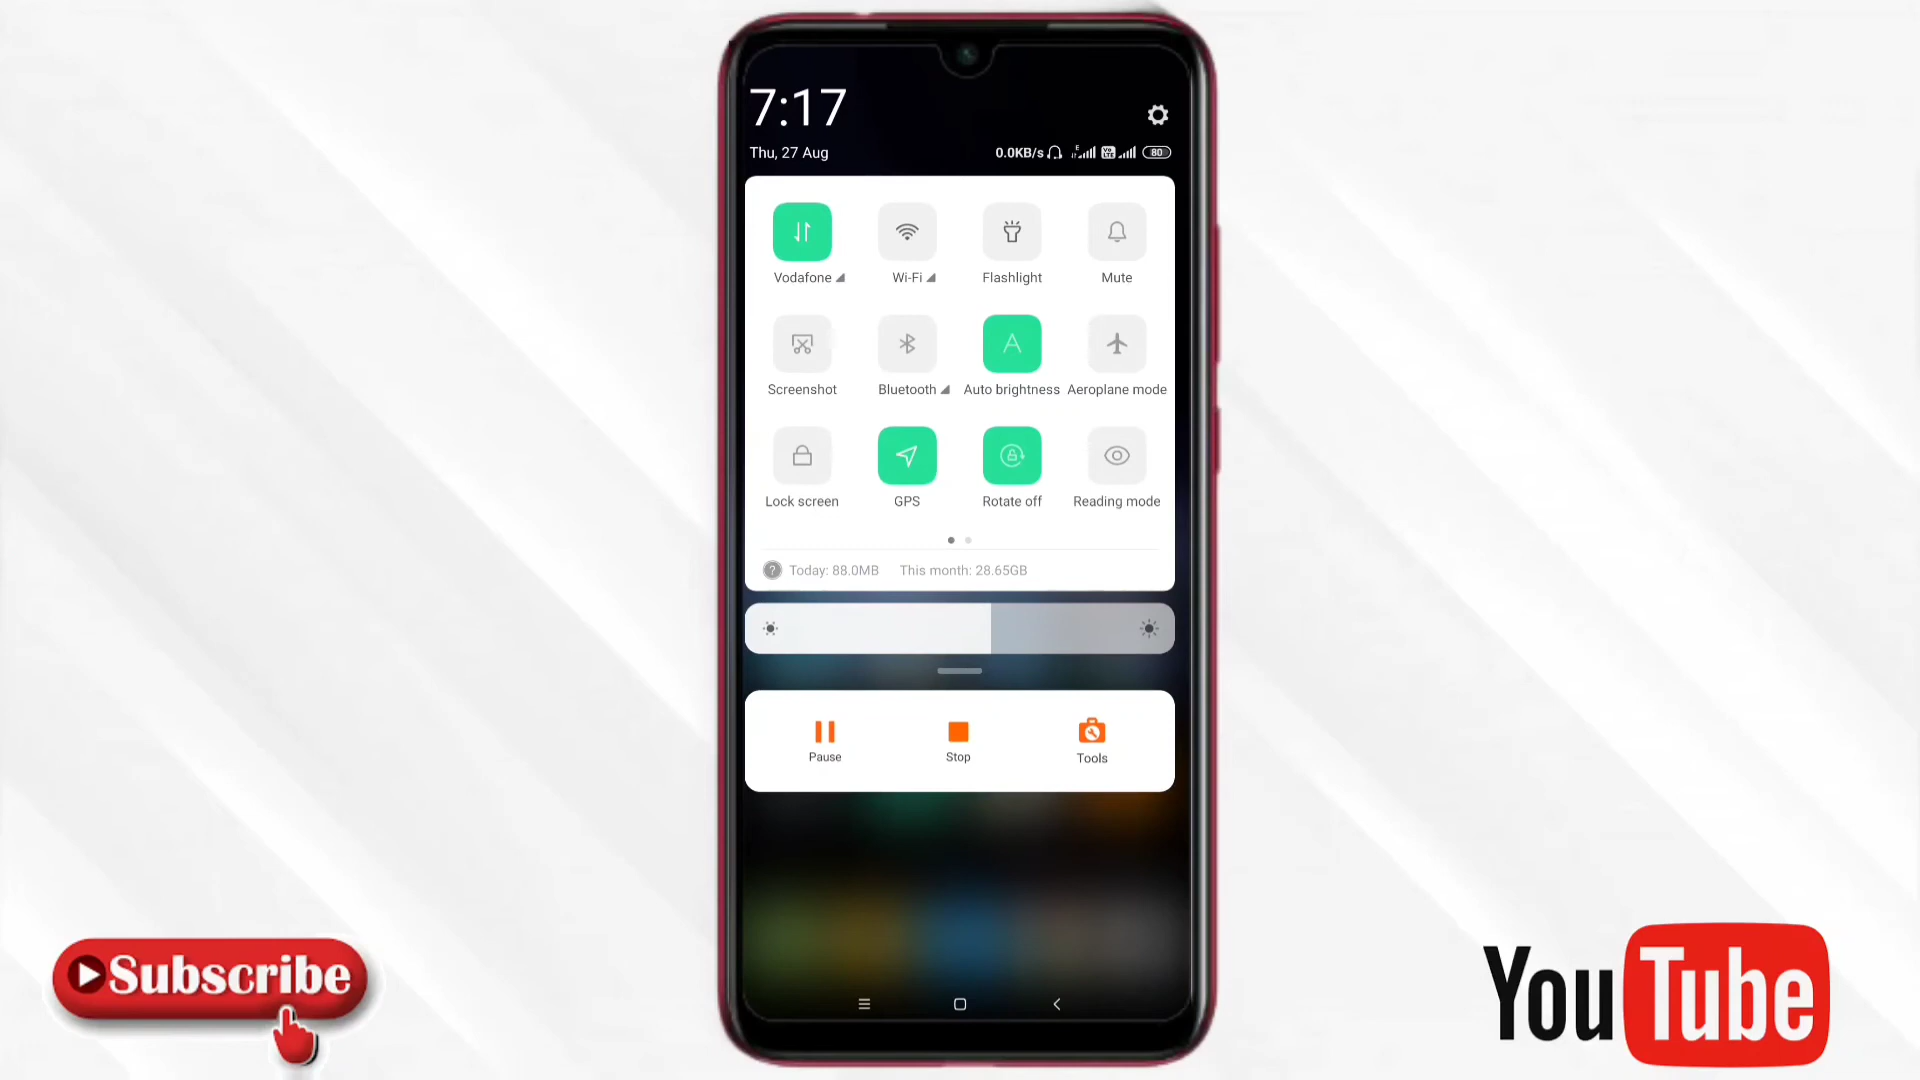 7:17
Thu, 27 Aug
0.0KB/s
E
80
Vodafone
Wi-Fi
Flashlight
Mute
Screenshot
Bluetooth
A
Auto brightness
Aeroplane mode
Lock screen
GPS
Rotate off
Reading mode
? Today: 88.0MB This month: 28.65GB
Pause
Stop
Tools
Subscribe
YouTube